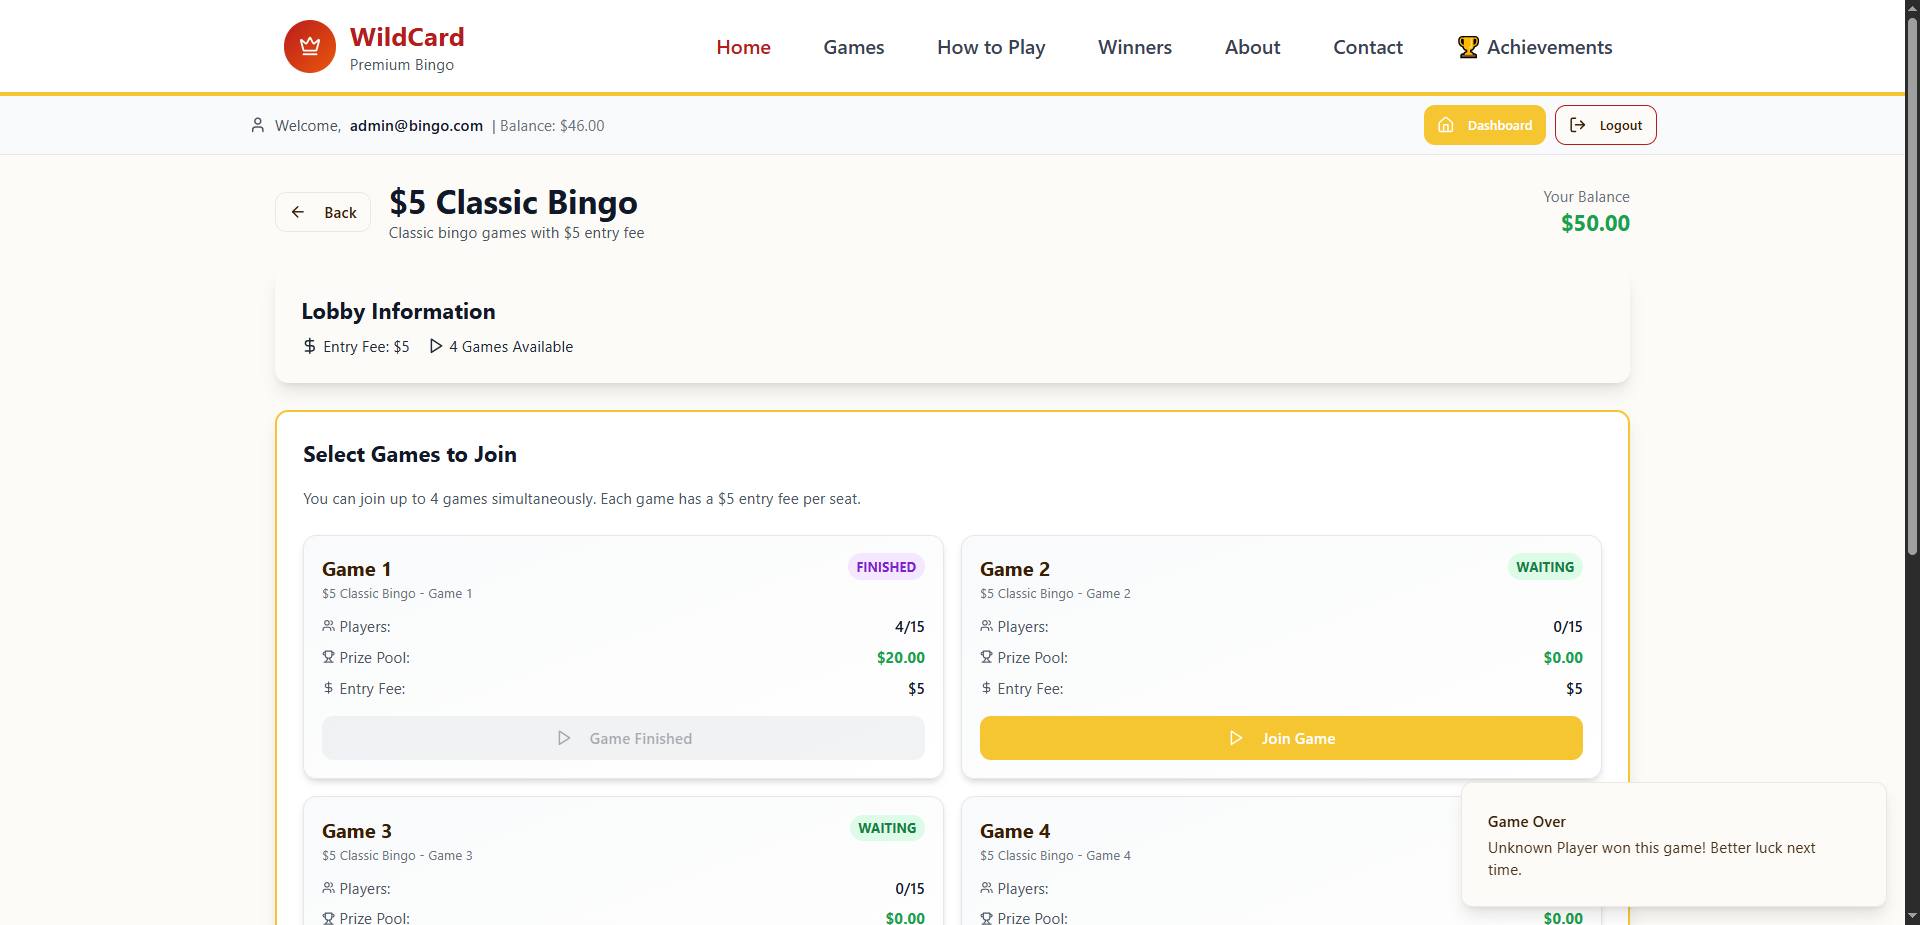 WildCard
Premium Bingo
Home
Games
How to Play
Winners
About
Contact
Achievements
Welcome, admin@bingo.com | Balance: $46.00
Dashboard
Logout
Back
$5 Classic Bingo
Classic bingo games with $5 entry fee
Your Balance
$50.00
Lobby Information
Entry Fee: $5
4 Games Available
Select Games to Join
You can join up to 4 games simultaneously. Each game has a $5 entry fee per seat.
Game 1
FINISHED
$5 Classic Bingo - Game 1
Players:
4/15
Prize Pool:
$20.00
Entry Fee:
$5
Game Finished
Game 2
WAITING
$5 Classic Bingo - Game 2
Players:
0/15
Prize Pool:
$0.00
Entry Fee:
$5
Join Game
Game 3
WAITING
$5 Classic Bingo - Game 3
Players:
0/15
Prize Pool:
$0.00
Game 4
$5 Classic Bingo - Game 4
Players:
Prize Pool:
$0.00
Game Over
Unknown Player won this game! Better luck next
time.